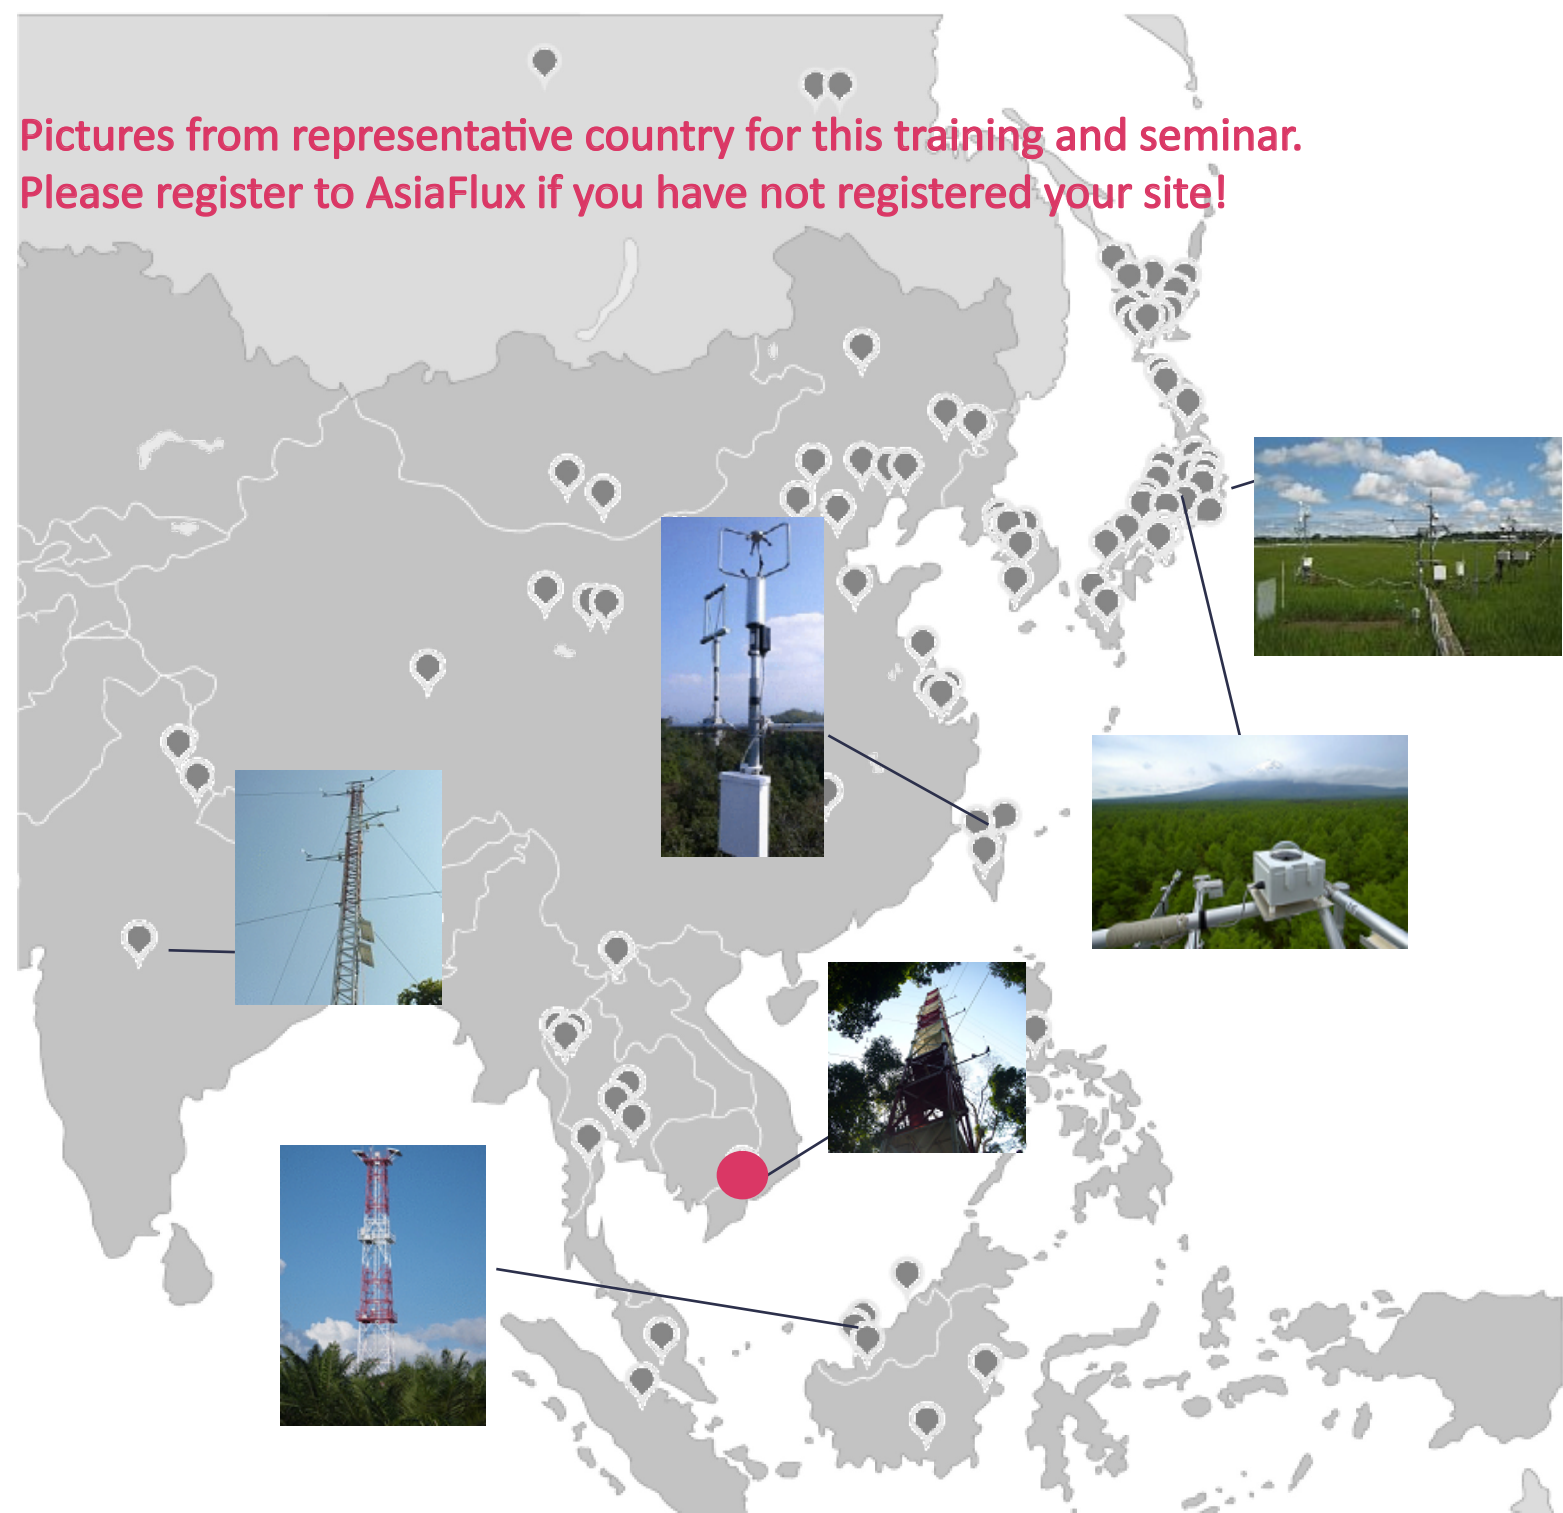 Pictures from representative country for this training and seminar.
Please register to AsiaFlux if you have not registered your site!